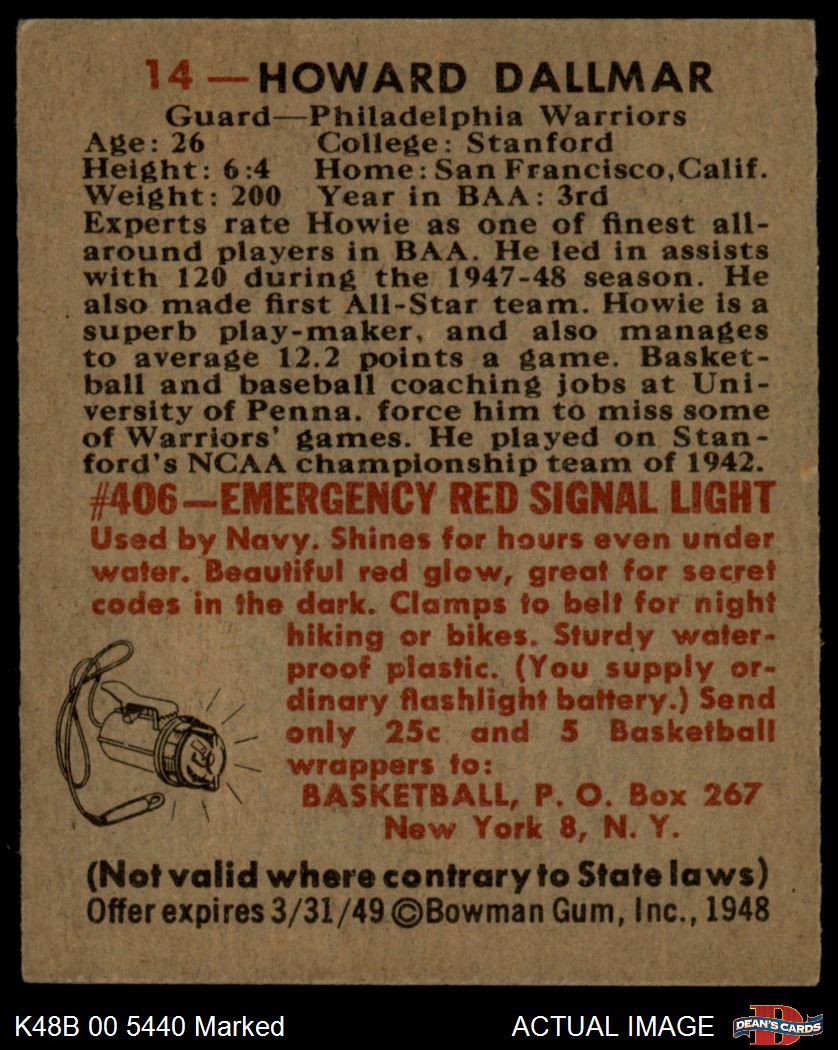 14 — HOWARD DALLMAR
Guard—Philadelphia Warriors
Age: 26 College: Stanford
Height: 6:4 Home: San Francisco, Calif.
Weight: 200 Year in BAA: 3rd
Experts rate Howie as one of finest all-
around players in BAA. He led in assists
with 120 during the 1947-48 season. He
also made first All-Star team. Howie is a
superb play-maker, and also manages
to average 12.2 points a game. Basket-
ball and baseball coaching jobs at Uni-
versity of Penna. force him to miss some
of Warriors' games. He played on Stan-
ford's NCAA championship team of 1942.
#406—EMERGENCY RED SIGNAL LIGHT
Used by Navy. Shines for hours even under
water. Beautiful red glow, great for secret
codes in the dark. Clamps to belt for night
hiking or bikes. Sturdy water-
proof plastic. (You supply or-
dinary flashlight battery.) Send
only 25c and 5 Basketball
wrappers to:
BASKETBALL, P. O. Box 267
New York 8, N. Y.
(Not valid where contrary to State laws)
Offer expires 3/31/49 © Bowman Gum, Inc., 1948
K48B 00 5440 Marked ACTUAL IMAGE DEAN'S CARDS